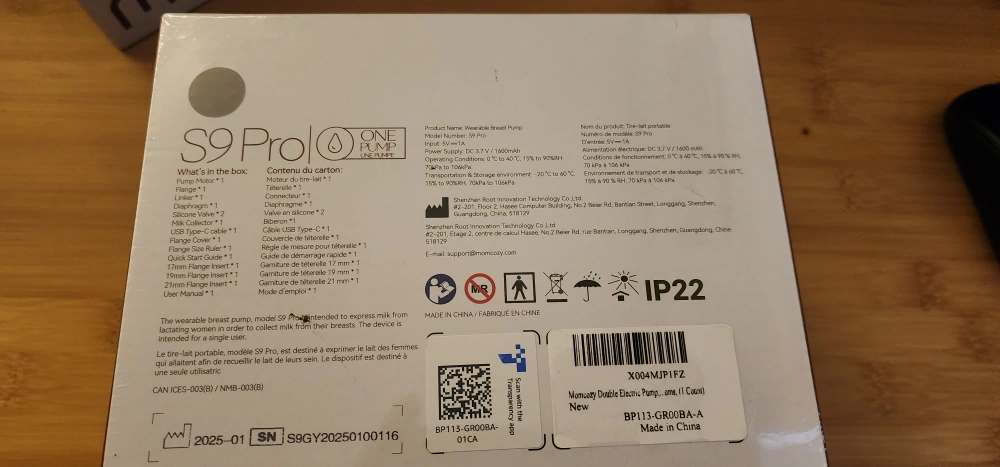 S9 Pro
ONE
PUMP
UNE PUMPE
What's in the box:
Pump Motor * 1
Flange * 1
Linker * 1
Diaphragm * 1
Silicone Valve * 2
Milk Collector * 1
USB Type-C cable * 1
Flange Cover * 1
Flange Size Ruler * 1
Quick Start Guide * 1
17mm Flange Insert * 1
19mm Flange Insert * 1
21mm Flange Insert * 1
User Manual * 1
Contenu du carton:
Moteur du tire-lait * 1
Téterelle * 1
Connecteur * 1
Diaphragme * 1
Valve en silicone * 2
Biberon *1
Câble USB Type-C * 1
Couvercle de téterelle * 1
Règle de mesure pour téterelle * 1
Guide de démarrage rapide * 1
Garniture de téterelle 17 mm * 1
Garniture de téterelle 19 mm * 1
Garniture de téterelle 21 mm * 1
Mode d'emploi * 1
The wearable breast pump, model S9 Pro, intended to express milk from
lactating women in order to collect milk from their breasts. The device is
intended for a single user.
Le tire-lait portable, modèle S9 Pro, est destiné à exprimer le lait des femmes
qui allaitent afin de recueillir le lait de leurs sein. Le dispositif est destiné à
une seule utilisatric
CAN ICES-003(B) / NMB-003(B)
2025-01 SN S9GY20250100116
Product Name: Wearable Breast Pump
Model Number: S9 Pro
Input: 5V⎓1A
Power Supply: DC 3.7 V / 1600mAh
Operating Conditions: 0°C to 40°C, 15% to 90%RH,
70kPa to 106kPa
Transportation & Storage environment: -20°C to 60°C,
15% to 90%RH, 70kPa to 106kPa
Nom du produit: Tire-lait portable
Numéro de modèle: S9 Pro
D'entrée: 5V⎓1A
Alimentation électrique: DC 3.7 V / 1600 mAh
Conditions de fonctionnement: 0°C à 40°C, 15% à 90 % RH,
70 kPa à 106 kPa
Environnement de transport et de stockage: -20°C à 60°C,
15% à 90 % RH, 70 kPa à 106 kPa
Shenzhen Root Innovation Technology Co.,Ltd.
#2-201, Floor 2, Hasee Computer Building, No.2 Beier Rd, Bantian Street, Longgang, Shenzhen,
Guangdong, China, 518129
Shenzhen Root Innovation Technology Co.,Ltd.
#2-201, Étage 2, centre de calcul Hasee, No.2 Beier Rd, rue Bantian, Longgang, Shenzhen, Guangdong, Chine
518129
E-mail: support@momcozy.com
MR
IP22
MADE IN CHINA / FABRIQUÉ EN CHINE
Scan with the
Transparency app
BP113-GR00BA-
01CA
X004MJP1FZ
Momcozy Double Electric Pump,...oms, (1 Count)
New
BP113-GR00BA-A
Made in China